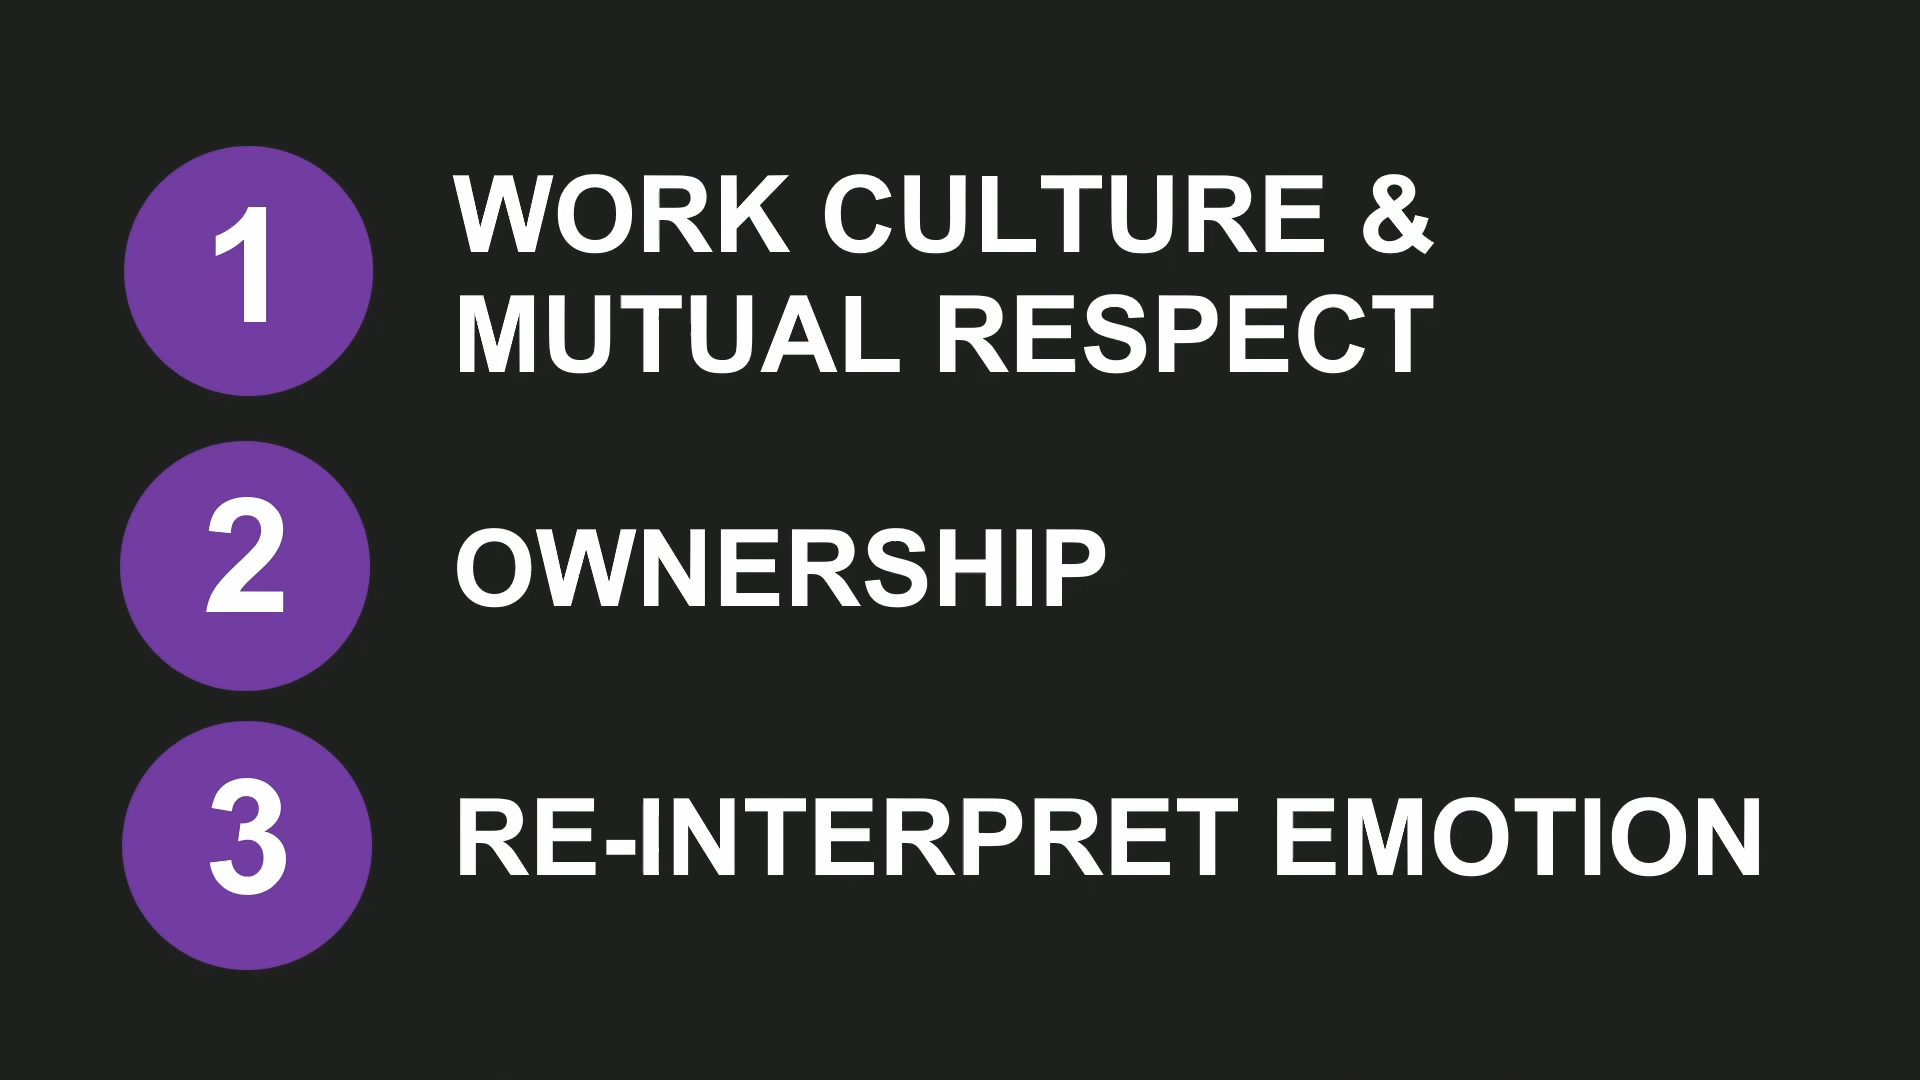 1
WORK CULTURE &
MUTUAL RESPECT
2
OWNERSHIP
3
RE-INTERPRET EMOTION